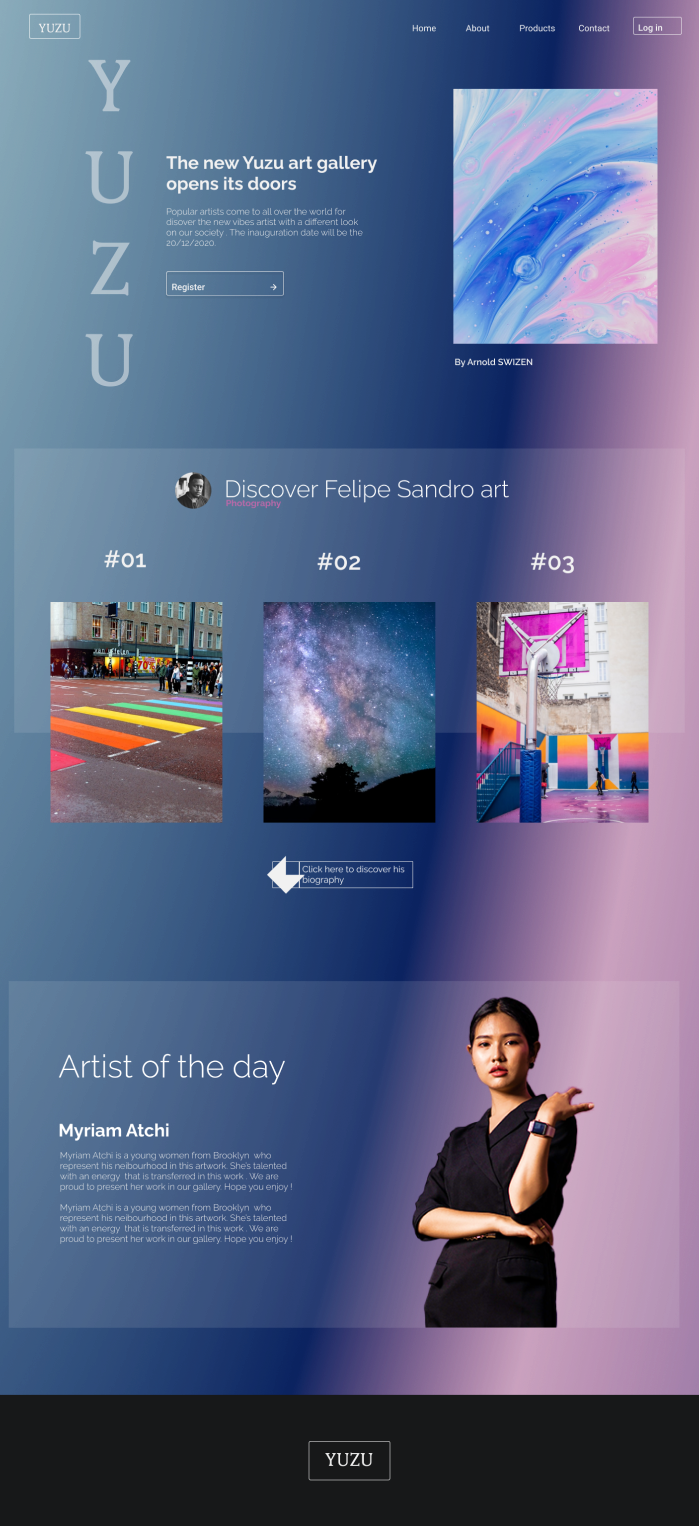 YUZU
Home About Products Contact Log in
Y
U
Z
U
The new Yuzu art gallery
opens its doors
Popular artists come to all over the world for
disover the new vibes artist with a different look
on our society . The inauguration date will be the
20/12/2020.
Register
By Arnold SWIZEN
Discover Felipe Sandro art
Photography
#01
#02
#03
70%
Click here to discover his
biography
Artist of the day
Myriam Atchi
Myriam Atchi is a young women from Brooklyn who
represent his neibourhood in this artwork. She's talented
with an energy that is transferred in this work . We are
proud to present her work in our gallery. Hope you enjoy !
Myriam Atchi is a young women from Brooklyn who
represent his neibourhood in this artwork. She's talented
with an energy that is transferred in this work . We are
proud to present her work in our gallery. Hope you enjoy !
YUZU